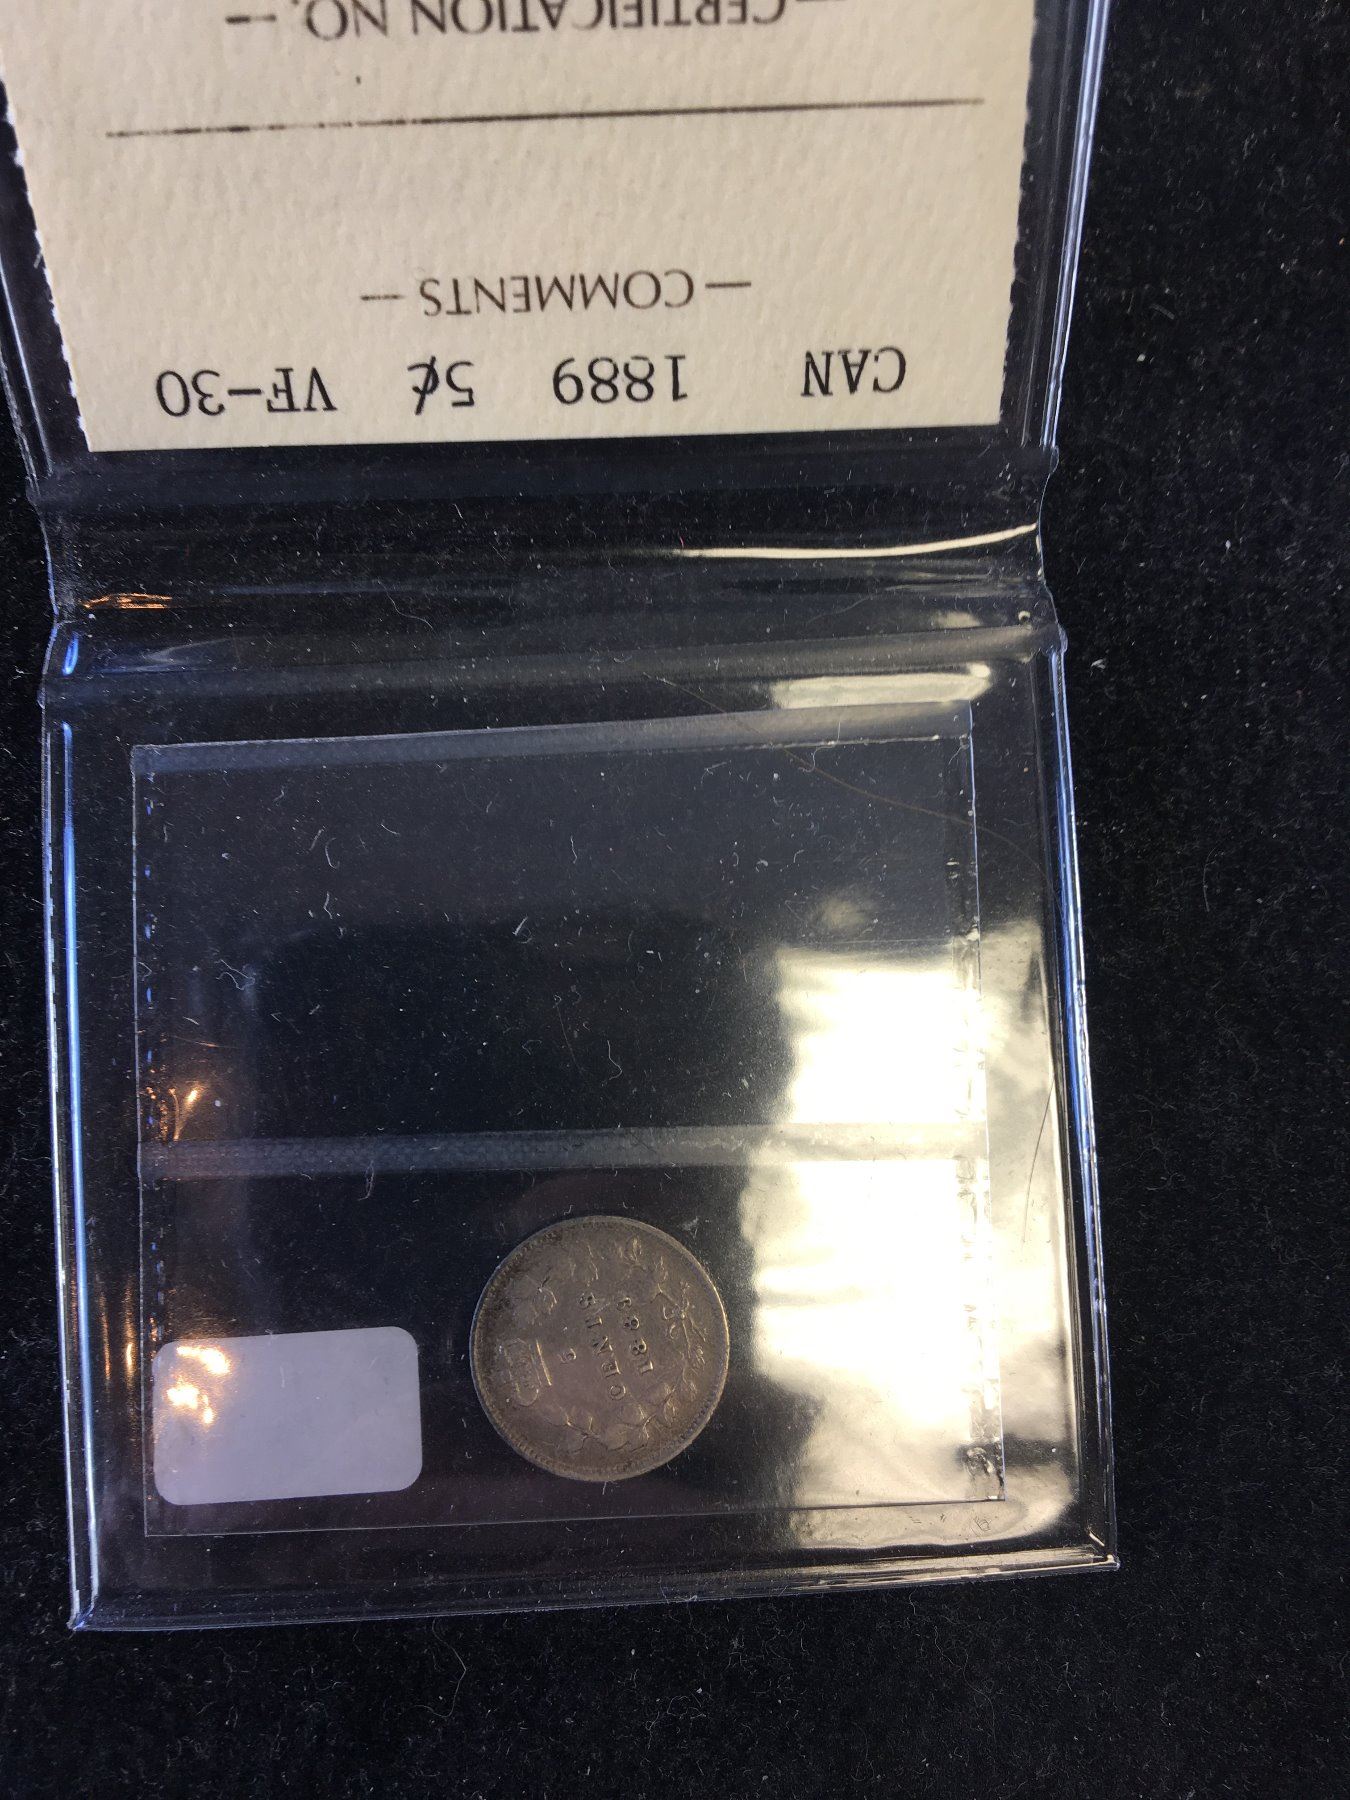 — CERTIFICATION NO. —
— COMMENTS —
CAN 1889 5¢ VF-30
5
CENTS
1889